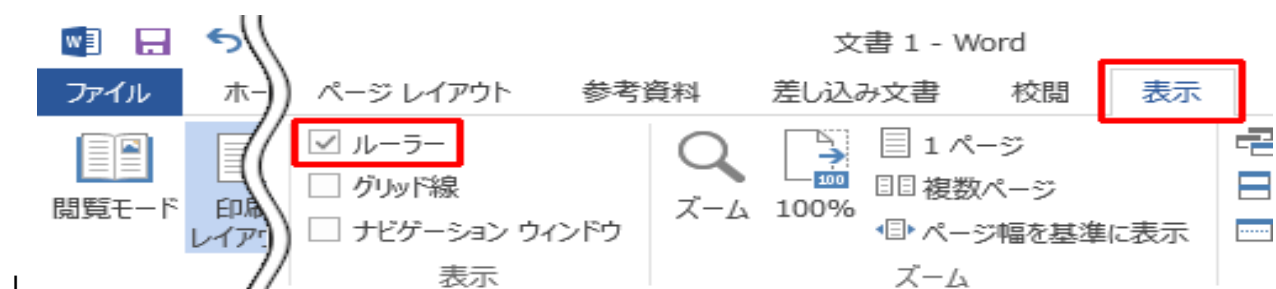 文書 1 - Word
ファイル ホー ページ レイアウト 参考資料 差し込み文書 校閲 表示
閲覧モード
印刷
レイアウ
ルーラー
グリッド線
ナビゲーション ウィンドウ
表示
ズーム
100
100%
1 ページ
複数ページ
ページ幅を基準に表示
ズーム